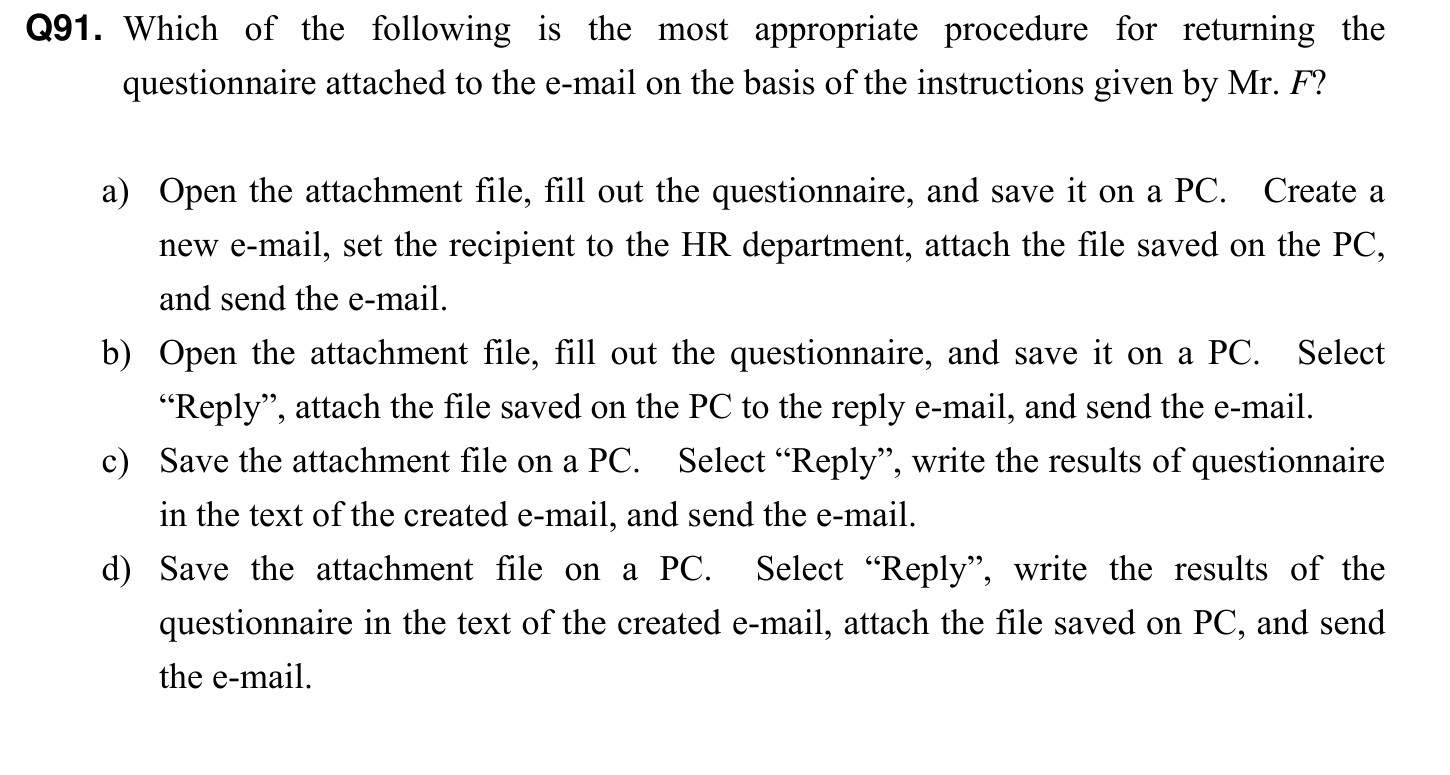 Q91. Which of the following is the most appropriate procedure for returning the
questionnaire attached to the e-mail on the basis of the instructions given by Mr. F?
a) Open the attachment file, fill out the questionnaire, and save it on a PC. Create a
new e-mail, set the recipient to the HR department, attach the file saved on the PC,
and send the e-mail.
b) Open the attachment file, fill out the questionnaire, and save it on a PC. Select
“Reply”, attach the file saved on the PC to the reply e-mail, and send the e-mail.
c) Save the attachment file on a PC. Select “Reply”, write the results of questionnaire
in the text of the created e-mail, and send the e-mail.
d) Save the attachment file on a PC. Select “Reply”, write the results of the
questionnaire in the text of the created e-mail, attach the file saved on PC, and send
the e-mail.